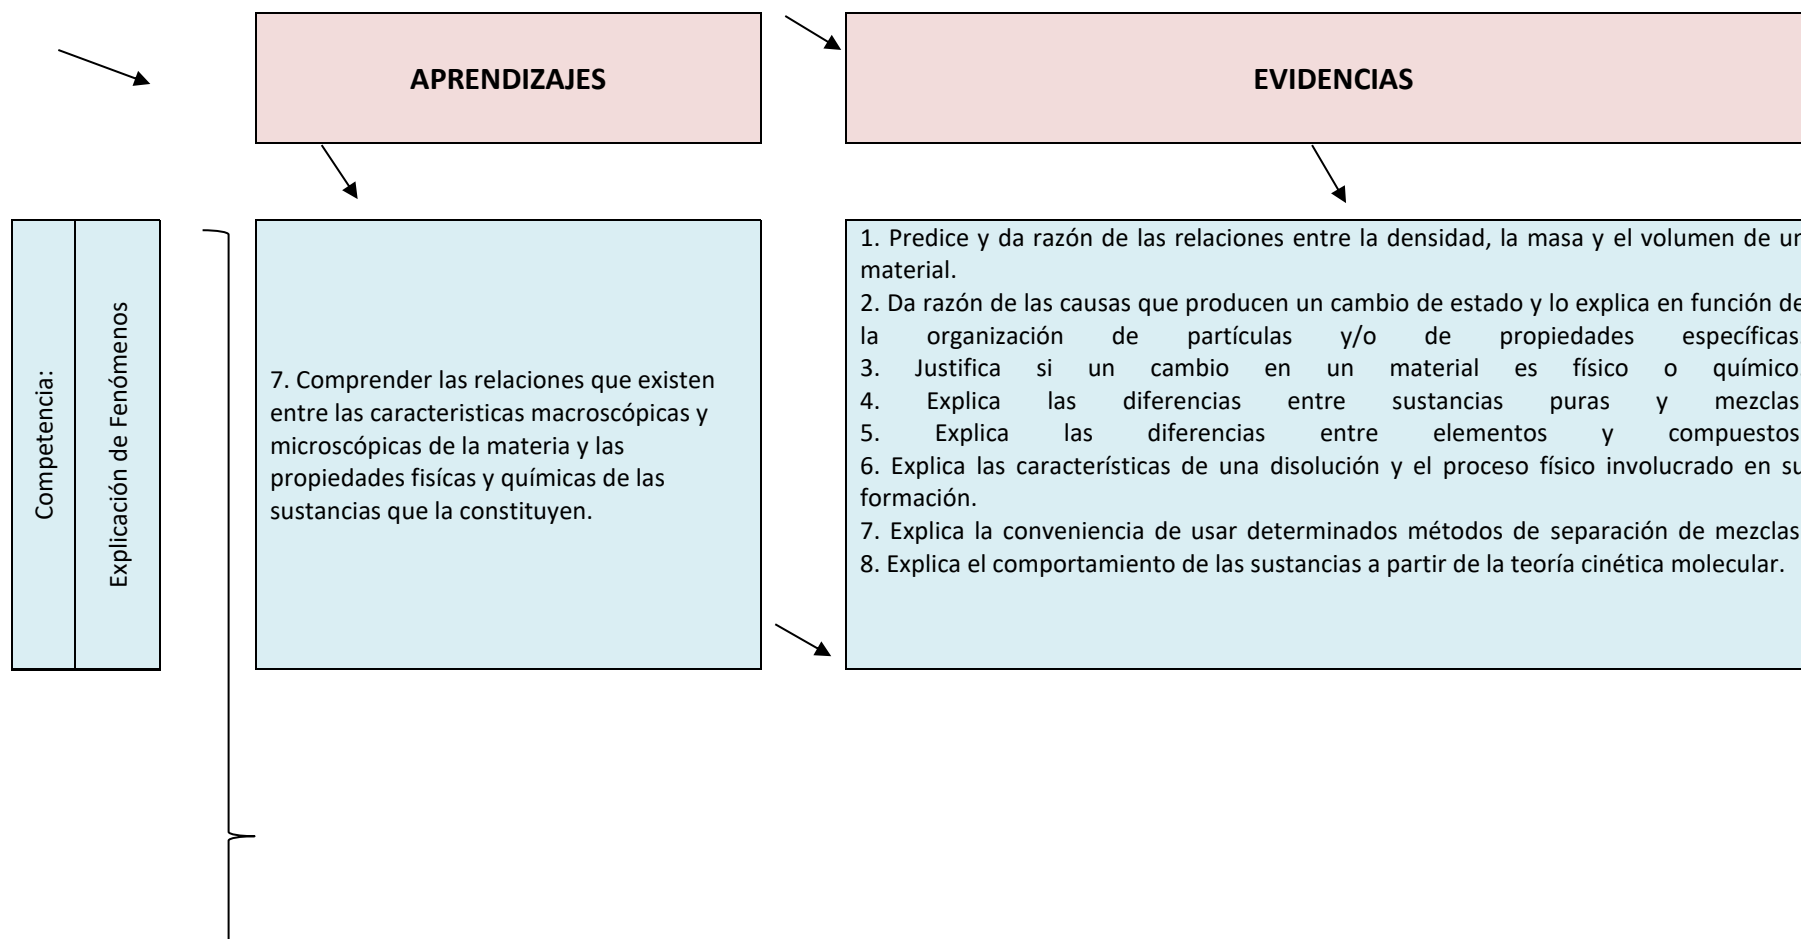 APRENDIZAJES
EVIDENCIAS
Competencia:
Explicación de Fenómenos
7. Comprender las relaciones que existen
entre las caracteristicas macroscópicas y
microscópicas de la materia y las
propiedades fisícas y químicas de las
sustancias que la constituyen.
1. Predice y da razón de las relaciones entre la densidad, la masa y el volumen de un
material.
2. Da razón de las causas que producen un cambio de estado y lo explica en función de
la organización de partículas y/o de propiedades específicas.
3. Justifica si un cambio en un material es físico o químico.
4. Explica las diferencias entre sustancias puras y mezclas.
5. Explica las diferencias entre elementos y compuestos.
6. Explica las características de una disolución y el proceso físico involucrado en su
formación.
7. Explica la conveniencia de usar determinados métodos de separación de mezclas.
8. Explica el comportamiento de las sustancias a partir de la teoría cinética molecular.